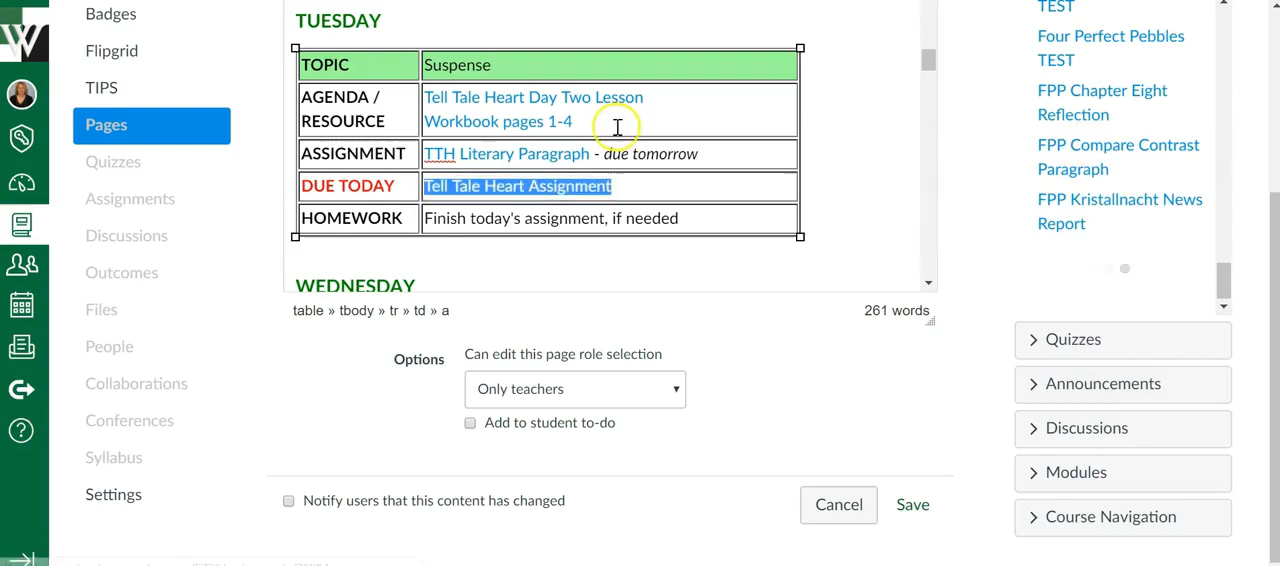 Badges
Flipgrid
TIPS
Pages
Quizzes
Assignments
Discussions
Outcomes
Files
People
Collaborations
Conferences
Syllabus
Settings
W
TUESDAY
TOPIC Suspense
AGENDA / RESOURCE Tell Tale Heart Day Two Lesson
Workbook pages 1-4
ASSIGNMENT TTH Literary Paragraph - due tomorrow
DUE TODAY Tell Tale Heart Assignment
HOMEWORK Finish today's assignment, if needed
WEDNESDAY
table » tbody » tr » td » a
261 words
Options
Can edit this page role selection
Only teachers
Add to student to-do
Notify users that this content has changed
Cancel
Save
TEST
Four Perfect Pebbles
TEST
FPP Chapter Eight
Reflection
FPP Compare Contrast
Paragraph
FPP Kristallnacht News
Report
Quizzes
Announcements
Discussions
Modules
Course Navigation